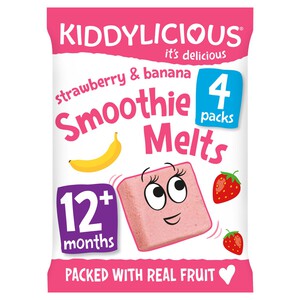 KIDDYLICIOUS®
it's delicious
strawberry & banana
Smoothie
Melts
4
packs
12+
months
PACKED WITH REAL FRUIT